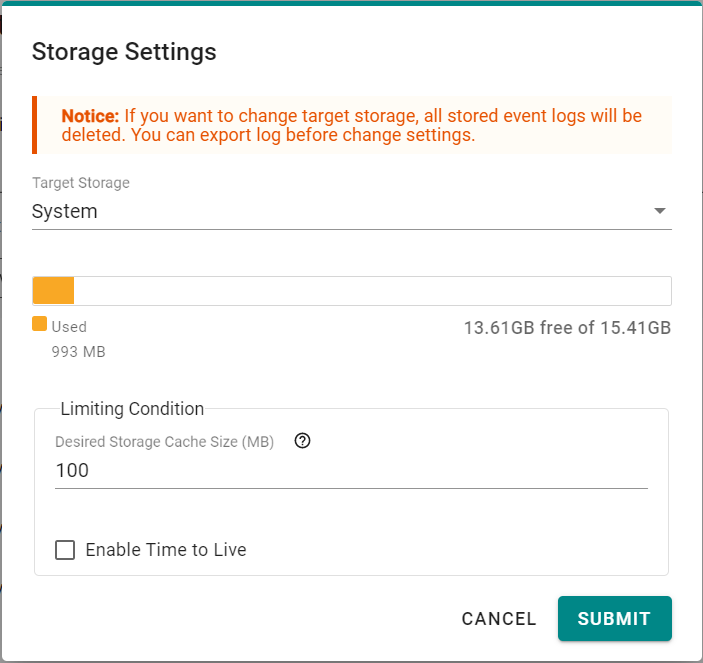 Storage Settings
Notice: If you want to change target storage, all stored event logs will be
deleted. You can export log before change settings.
Target Storage
System
Used
993 MB
13.61GB free of 15.41GB
Limiting Condition
Desired Storage Cache Size (MB)
100
Enable Time to Live
CANCEL
SUBMIT